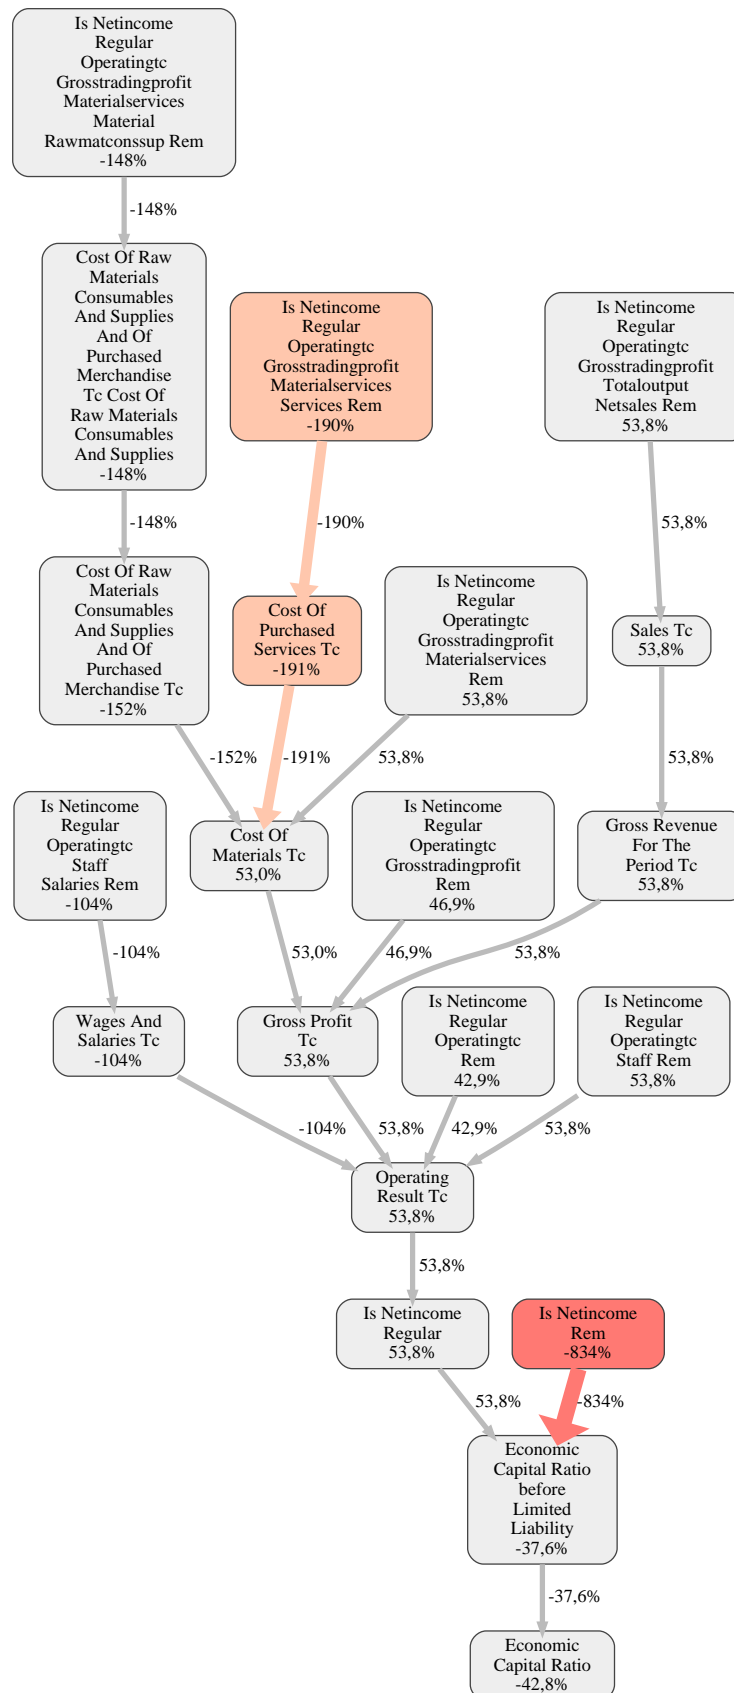 Is Netincome
Regular
Operatingtc
Grosstradingprofit
Materialservices
Material
Rawmatconssup Rem
-148%
-148%
Cost Of Raw
Materials
Consumables
And Supplies
And Of
Purchased
Merchandise
Tc Cost Of
Raw Materials
Consumables
And Supplies
-148%
Is Netincome
Regular
Operatingtc
Grosstradingprofit
Materialservices
Services Rem
-190%
Is Netincome
Regular
Operatingtc
Grosstradingprofit
Totaloutput
Netsales Rem
53,8%
-148%
-190%
53,8%
Cost Of Raw
Materials
Consumables
And Supplies
And Of
Purchased
Merchandise Tc
-152%
Cost Of
Purchased
Services Tc
-191%
Is Netincome
Regular
Operatingtc
Grosstradingprofit
Materialservices
Rem
53,8%
Sales Tc
53,8%
-152%
-191%
53,8%
53,8%
Is Netincome
Regular
Operatingtc
Staff
Salaries Rem
-104%
Cost Of
Materials Tc
53,0%
Is Netincome
Regular
Operatingtc
Grosstradingprofit
Rem
46,9%
Gross Revenue
For The
Period Tc
53,8%
-104%
53,0%
46,9%
53,8%
Wages And
Salaries Tc
-104%
Gross Profit
Tc
53,8%
Is Netincome
Regular
Operatingtc
Rem
42,9%
Is Netincome
Regular
Operatingtc
Staff Rem
53,8%
-104%
53,8%
42,9%
53,8%
Operating
Result Tc
53,8%
53,8%
Is Netincome
Regular
53,8%
Is Netincome
Rem
-834%
53,8%
-834%
Economic
Capital Ratio
before
Limited
Liability
-37,6%
-37,6%
Economic
Capital Ratio
-42,8%